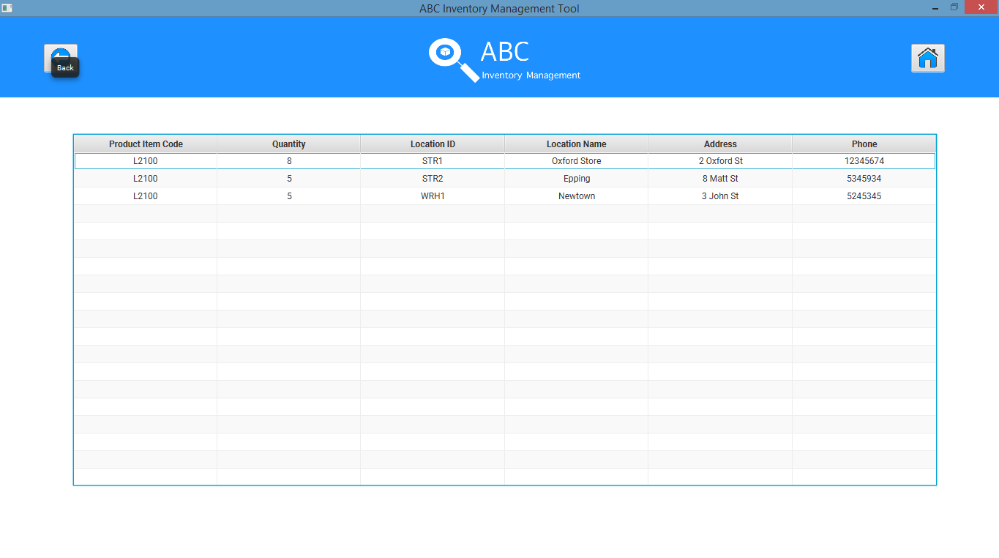 ABC Inventory Management Tool
Back
ABC
Inventory Management
Product Item Code Quantity Location ID Location Name Address Phone
L2100 8 STR1 Oxford Store 2 Oxford St 12345674
L2100 5 STR2 Epping 8 Matt St 5345934
L2100 5 WRH1 Newtown 3 John St 5245345